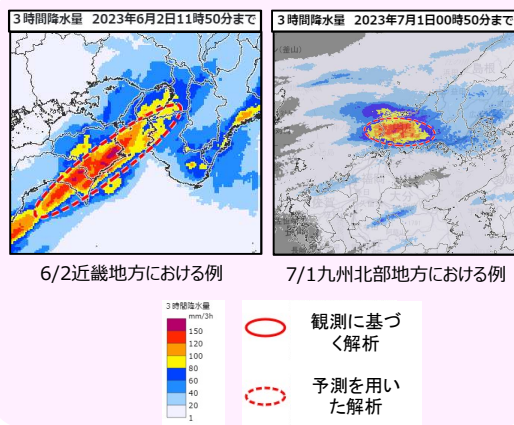 3時間降水量 2023年6月2日11時50分まで
3時間降水量 2023年7月1日00時50分まで
6/2近畿地方における例
7/1九州北部地方における例
3時間降水量
mm/3h
150
120
100
80
60
40
20
1
観測に基づ
く解析
予測を用い
た解析